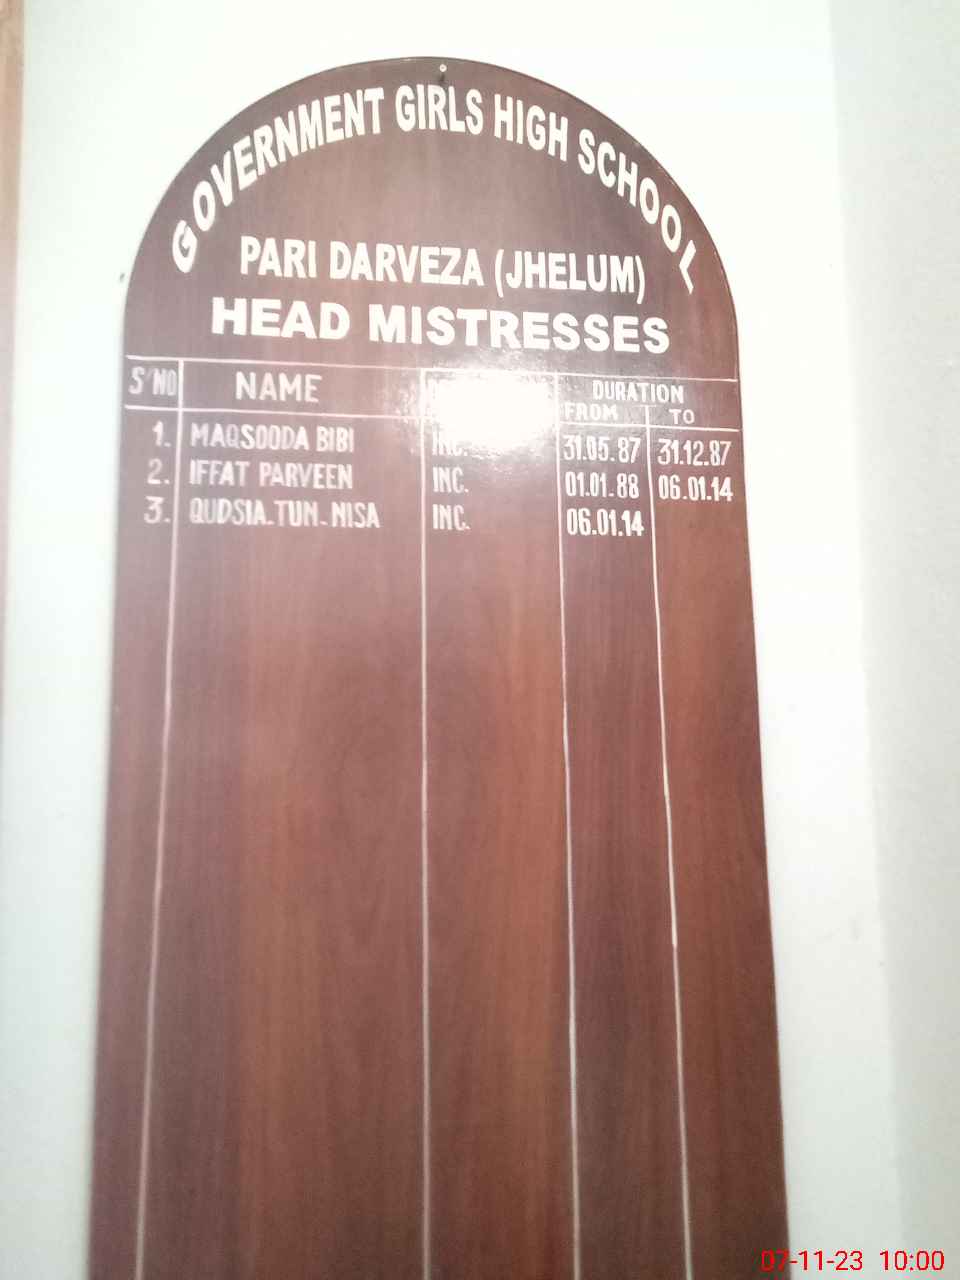 GOVERNMENT GIRLS HIGH SCHOOL
PARI DARVEZA (JHELUM)
HEAD MISTRESSES
S/NO NAME DURATION
FROM TO
1. MAQSOODA BIBI INC. 31.05.87 31.12.87
2. IFFAT PARVEEN INC. 01.01.88 06.01.14
3. QUDSIA-TUN-NISA INC. 06.01.14
07-11-23 10:00